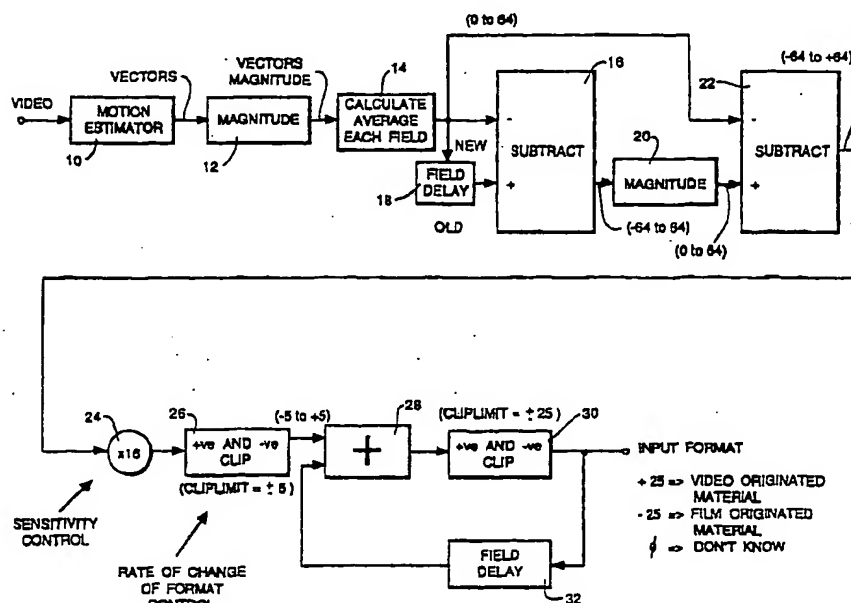 (0 to 64)
(-64 to +64)
VECTORS
VECTORS
MAGNITUDE
14
16
22
VIDEO
MOTION
ESTIMATOR
10
MAGNITUDE
12
CALCULATE
AVERAGE
EACH FIELD
NEW
FIELD
DELAY
18
OLD
-
SUBTRACT
+
20
MAGNITUDE
(-64 to 64)
(0 to 64)
-
SUBTRACT
+
24
x16
26
+ve AND -ve
CLIP
(CLIPLIMIT = ± 5)
(-5 to +5)
28
+
(CLIPLIMIT = ± 25)
30
+ve AND -ve
CLIP
INPUT FORMAT
+25 => VIDEO ORIGINATED
MATERIAL
-25 => FILM ORIGINATED
MATERIAL
ϕ => DON'T KNOW
SENSITIVITY
CONTROL
RATE OF CHANGE
OF FORMAT
CONTROL
FIELD
DELAY
32